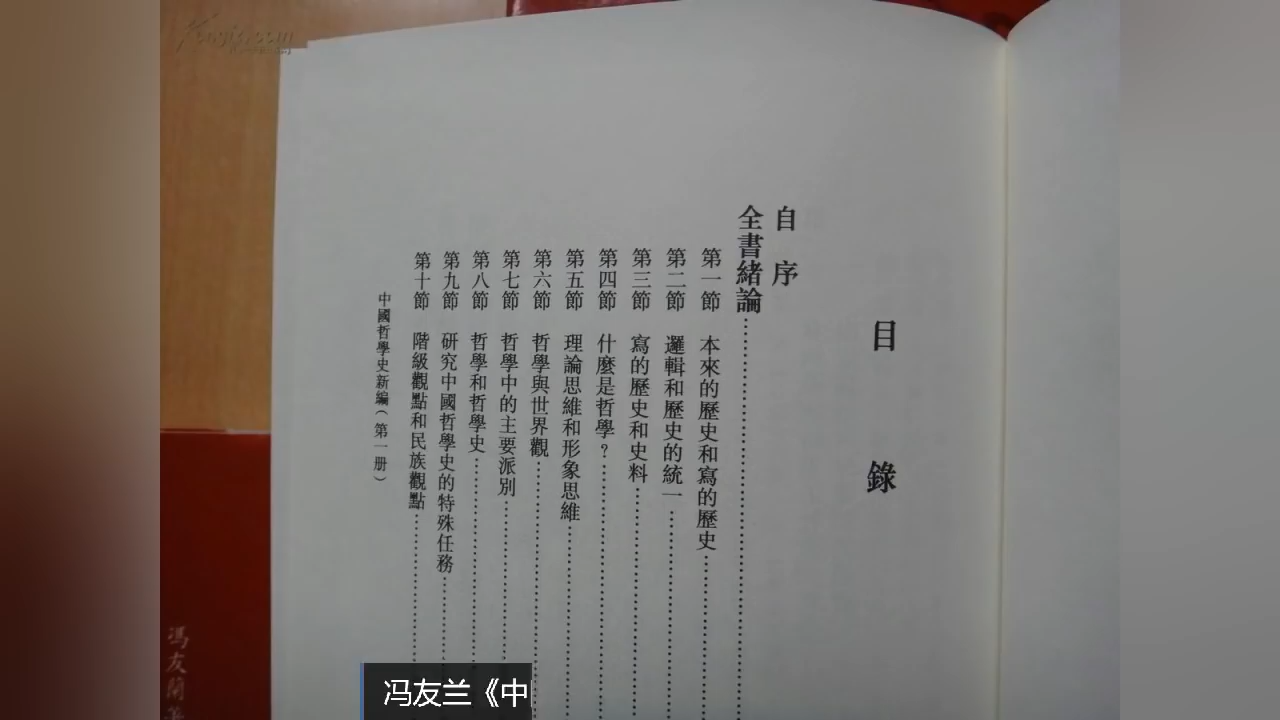 目錄
自序
全書緒論
第一節 本來的歷史和寫的歷史
第二節 邏輯和歷史的統一
第三節 寫的歷史和史料
第四節 什麼是哲學?
第五節 理論思維和形象思維
第六節 哲學與世界觀
第七節 哲學中的主要派別
第八節 哲學和哲學史
第九節 研究中國哲學史的特殊任務
第十節 階級觀點和民族觀點
中國哲學史新編(第一册)
馮友蘭著
冯友兰《中